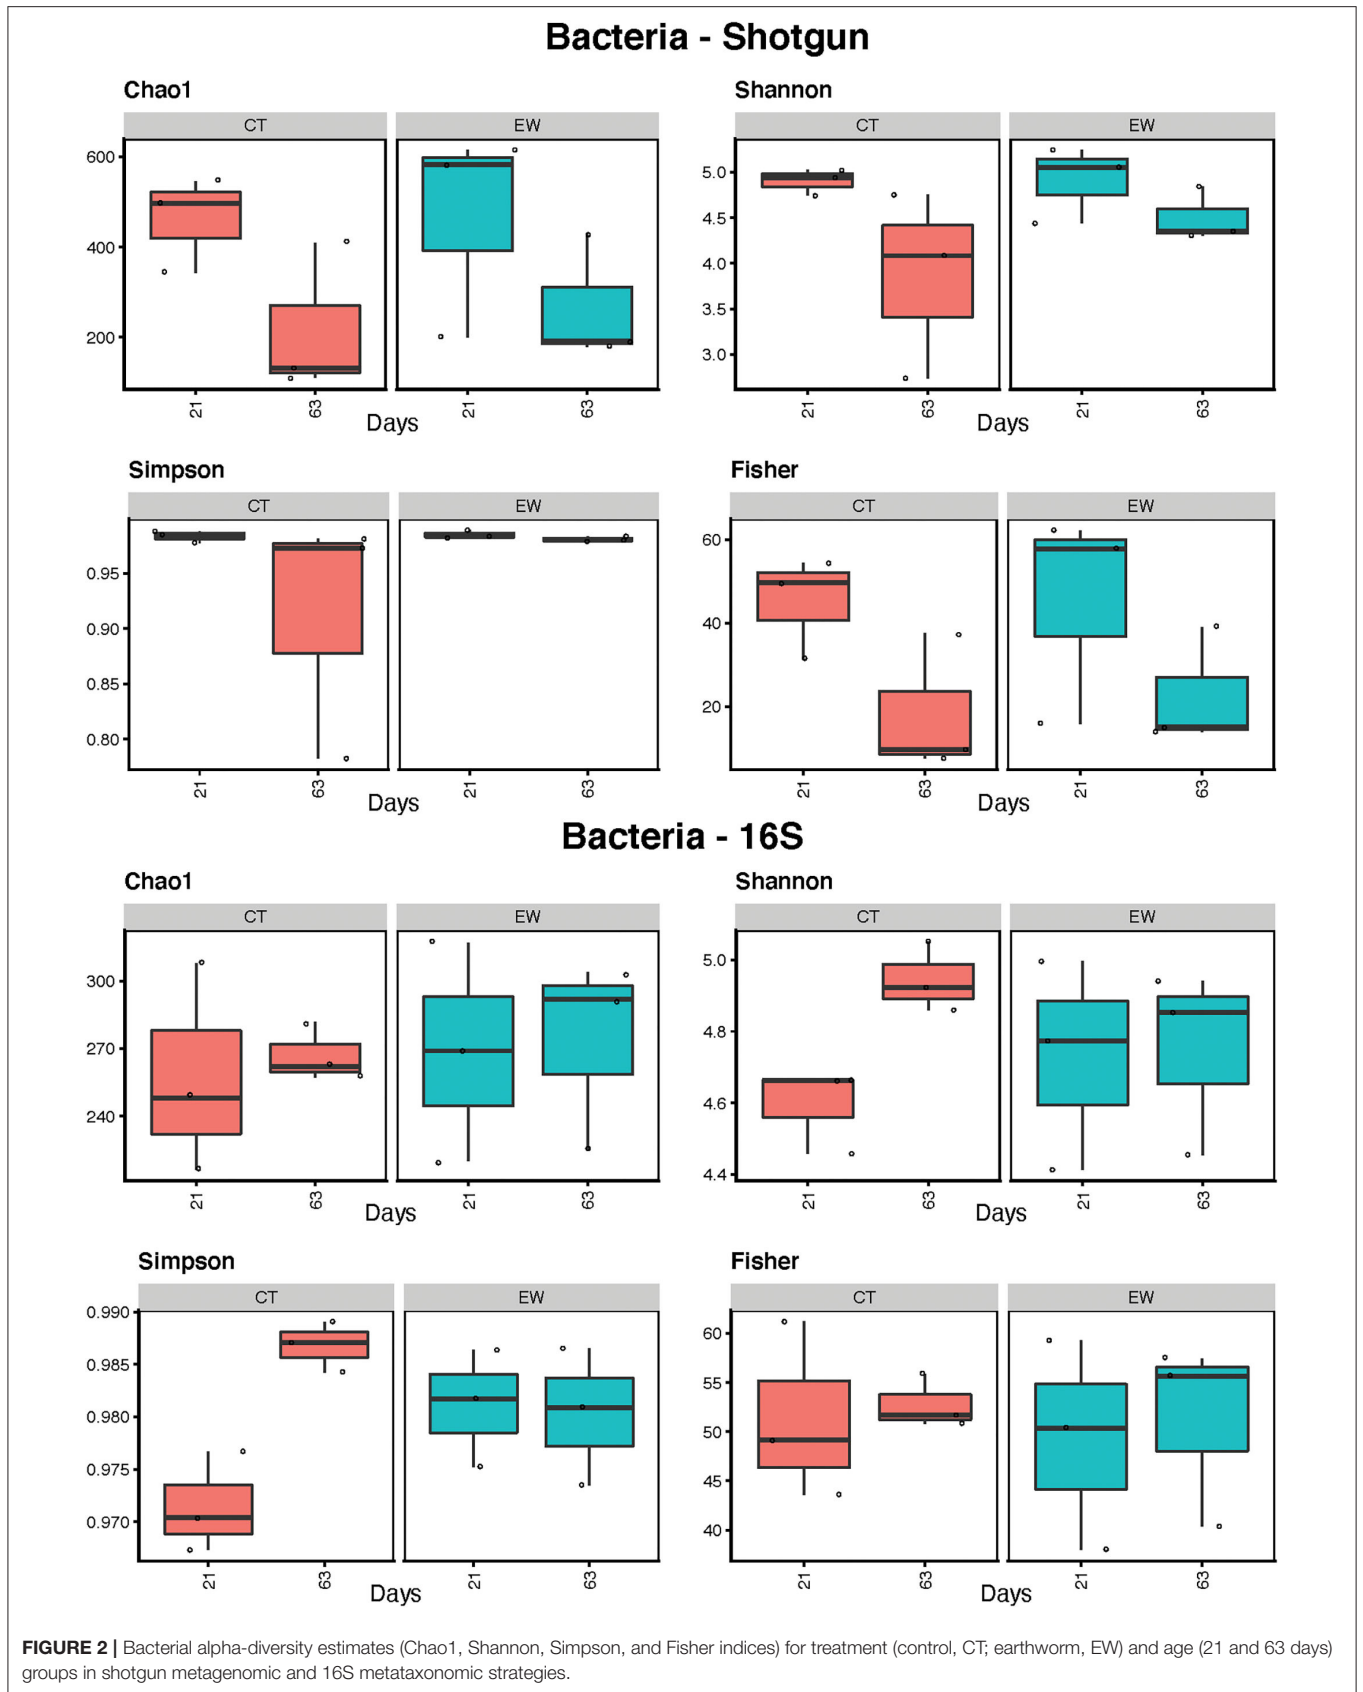 Bacteria - Shotgun
Chao1
Shannon
CT
EW
CT
EW
600
400
200
5.0
4.5
4.0
3.5
3.0
21
63
21
63
21
63
21
63
Days
Days
Simpson
Fisher
CT
EW
CT
EW
0.95
0.90
0.85
0.80
60
40
20
21
63
21
63
21
63
21
63
Days
Days
Bacteria - 16S
Chao1
Shannon
CT
EW
CT
EW
300
270
240
5.0
4.8
4.6
4.4
21
63
21
63
21
63
21
63
Days
Days
Simpson
Fisher
CT
EW
CT
EW
0.990
0.985
0.980
0.975
0.970
60
55
50
45
40
21
63
21
63
21
63
21
63
Days
Days
FIGURE 2 | Bacterial alpha-diversity estimates (Chao1, Shannon, Simpson, and Fisher indices) for treatment (control, CT; earthworm, EW) and age (21 and 63 days)
groups in shotgun metagenomic and 16S metataxonomic strategies.